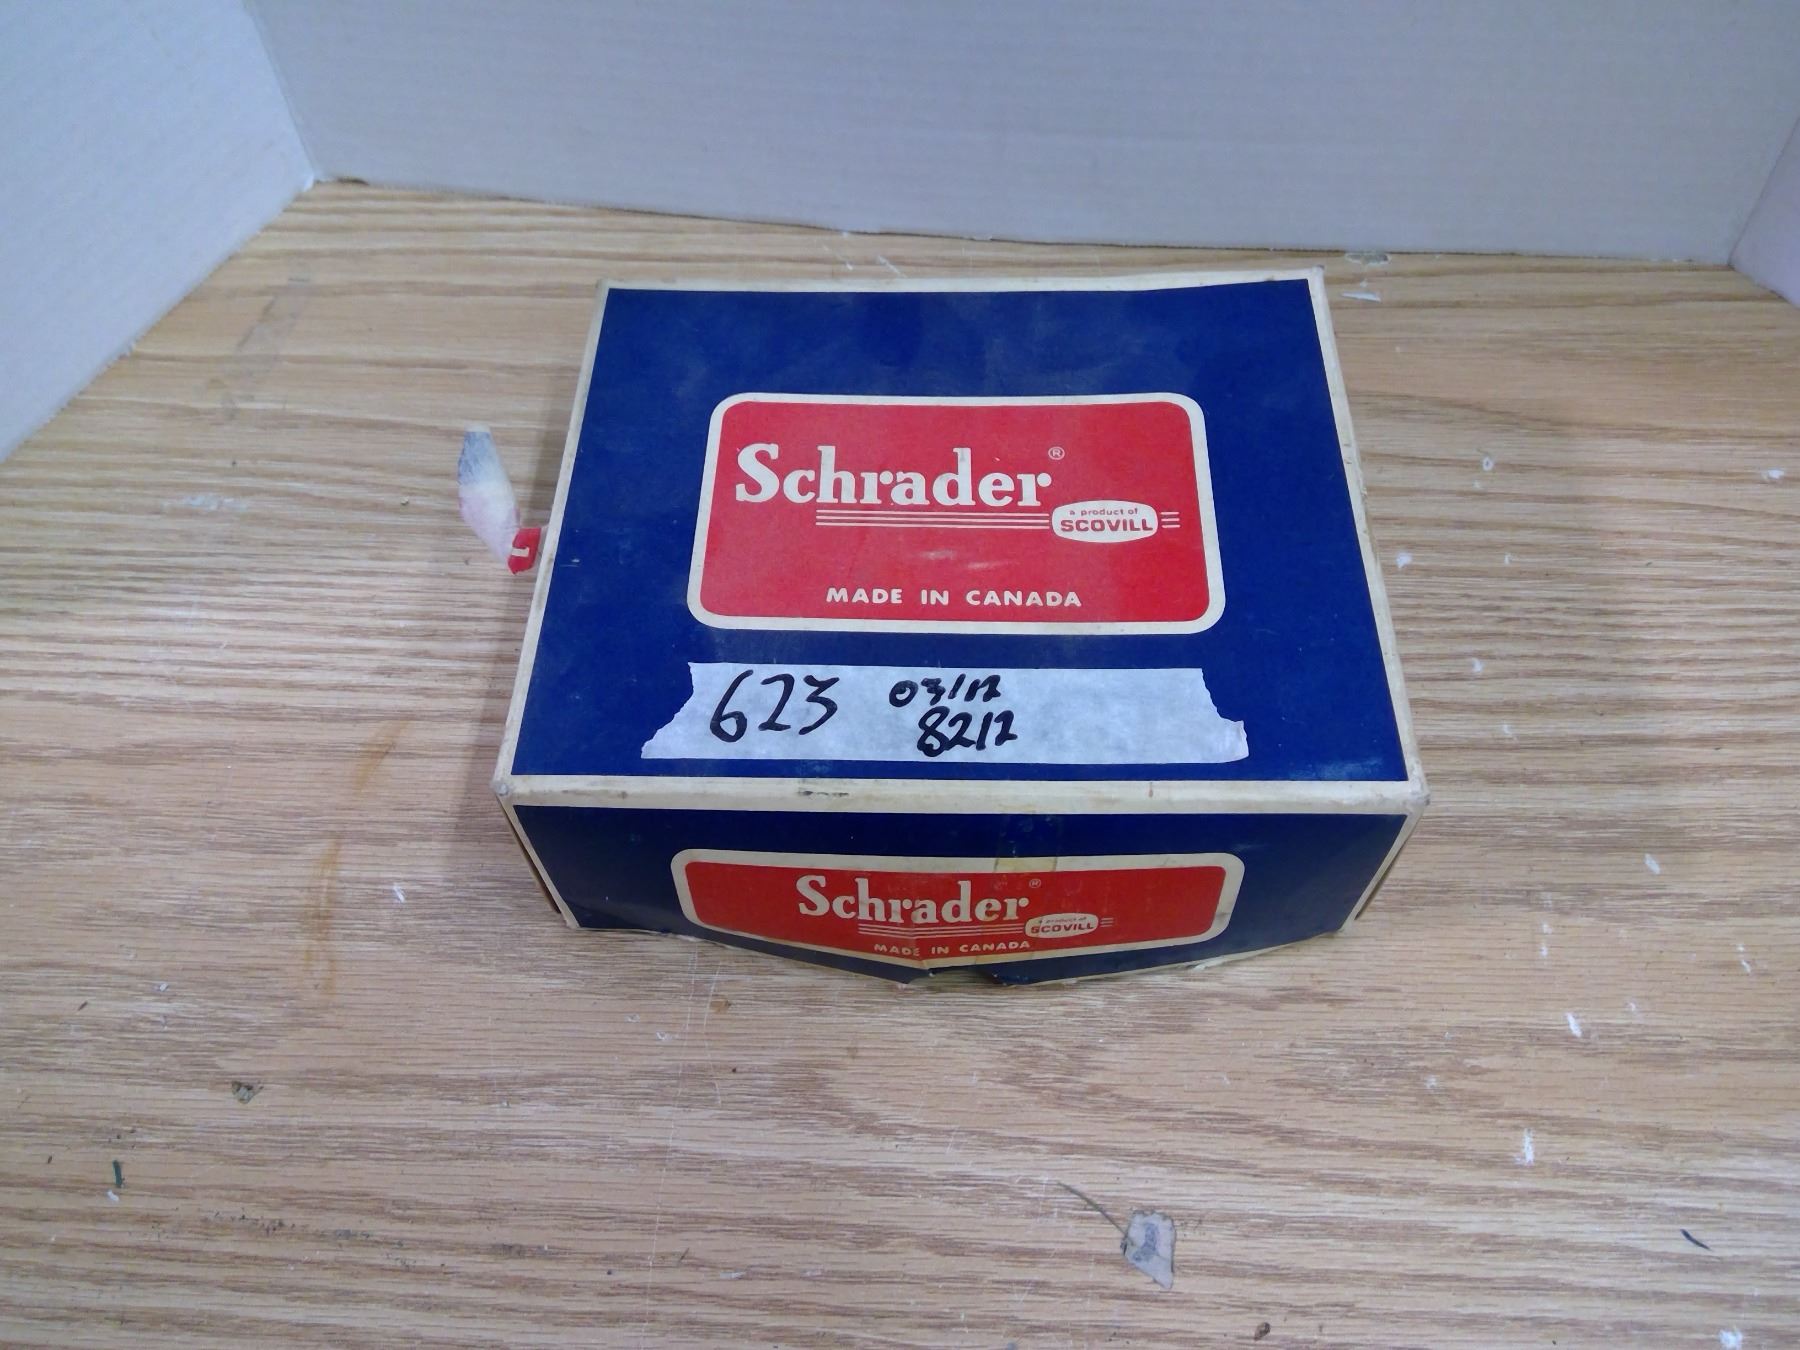 Schrader®
a product of
SCOVILL
MADE IN CANADA
623 03/12
8212
Schrader®
a product of
SCOVILL
MADE IN CANADA